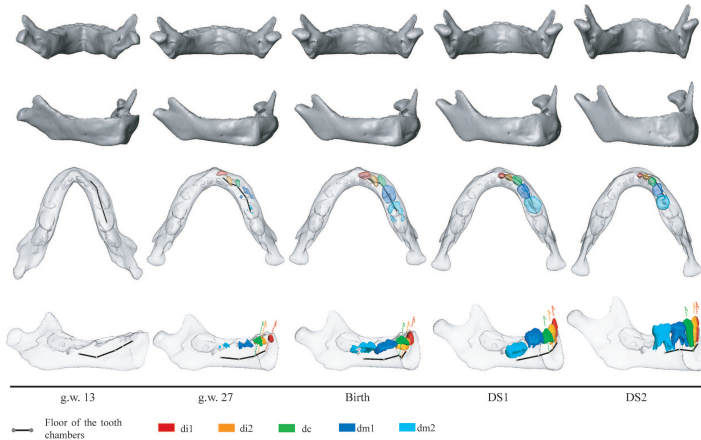 g.w. 13 g.w. 27 Birth DS1 DS2
Floor of the tooth chambers di1 di2 dc dm1 dm2